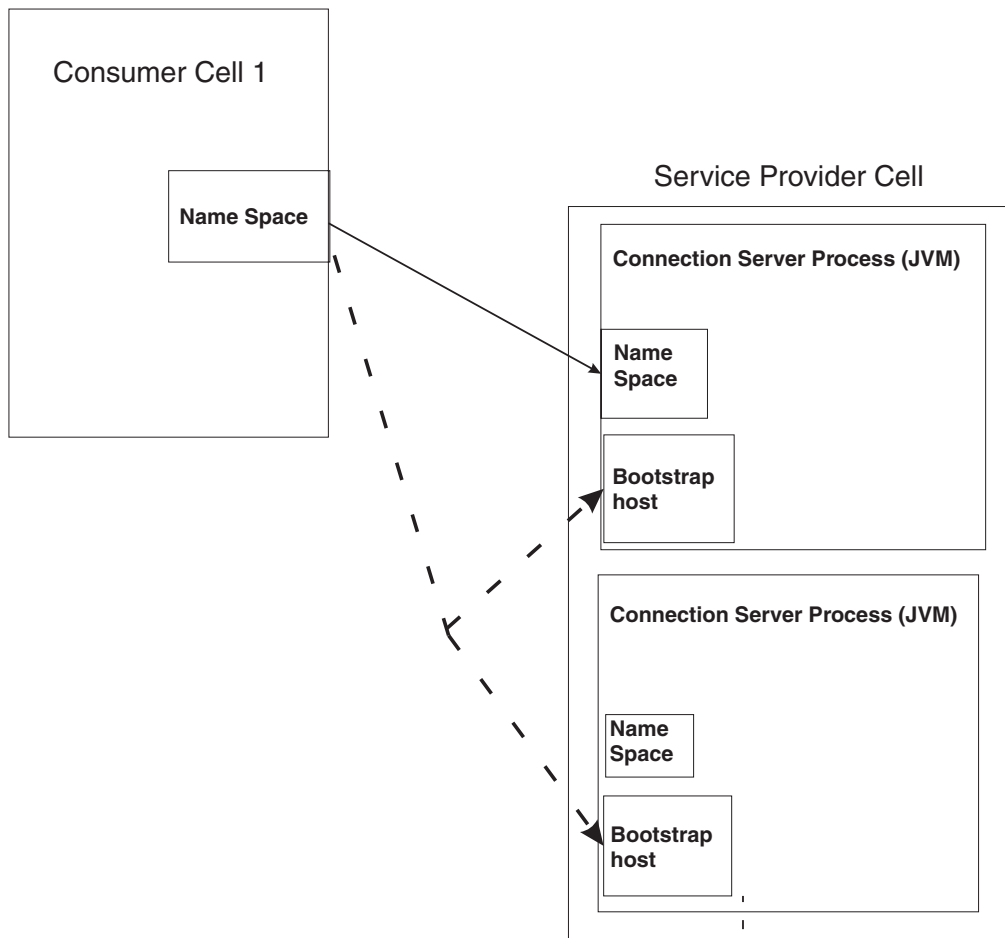 Consumer Cell 1
Name Space
Service Provider Cell
Connection Server Process (JVM)
Name
Space
Bootstrap
host
Connection Server Process (JVM)
Name
Space
Bootstrap
host